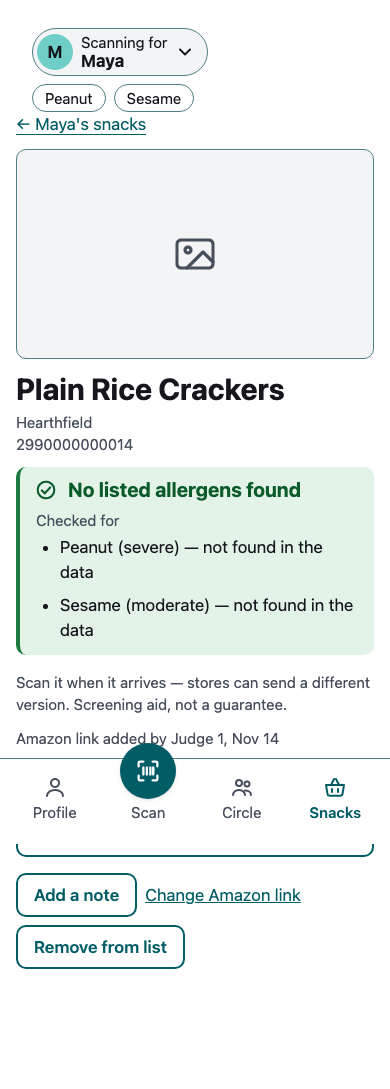 M
Scanning for
Maya
Peanut
Sesame
← Maya's snacks
Plain Rice Crackers
Hearthfield
2990000000014
No listed allergens found
Checked for
• Peanut (severe) — not found in the
data
• Sesame (moderate) — not found in the
data
Scan it when it arrives — stores can send a different
version. Screening aid, not a guarantee.
Amazon link added by Judge 1, Nov 14
Profile
Scan
Circle
Snacks
Add a note
Change Amazon link
Remove from list